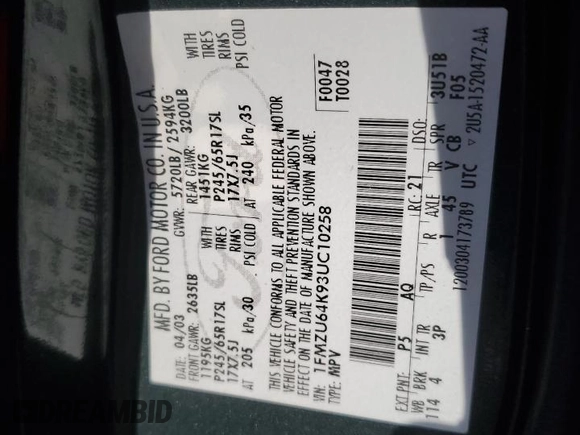 MFD. BY FORD MOTOR CO. IN U.S.A.
DATE: 04/03 GVWR: 5720LB / 2594KG
FRONT GAWR: 2635LB REAR GAWR: 3200LB
1195KG WITH 1451KG WITH
P245/65R17SL TIRES P245/65R17SL TIRES
17X7.5J RIMS 17X7.5J RIMS
AT 205 kPa/30 PSI COLD AT 240 kPa/35 PSI COLD
THIS VEHICLE CONFORMS TO ALL APPLICABLE FEDERAL MOTOR
VEHICLE SAFETY AND THEFT PREVENTION STANDARDS IN
EFFECT ON THE DATE OF MANUFACTURE SHOWN ABOVE.
VIN: 1FMZU64K93UC10258 F0047
TYPE: MPV T0028
Ford
EXT PNT: P5 AQ RC: 21 DSO:
WB BRK INT TR TP/PS R AXLE TR SPR 3U51B
114 4 3P I 45 V CB F05
1200304173789 UTC ▽ 2U5A-1520472-AA
DREAMBID